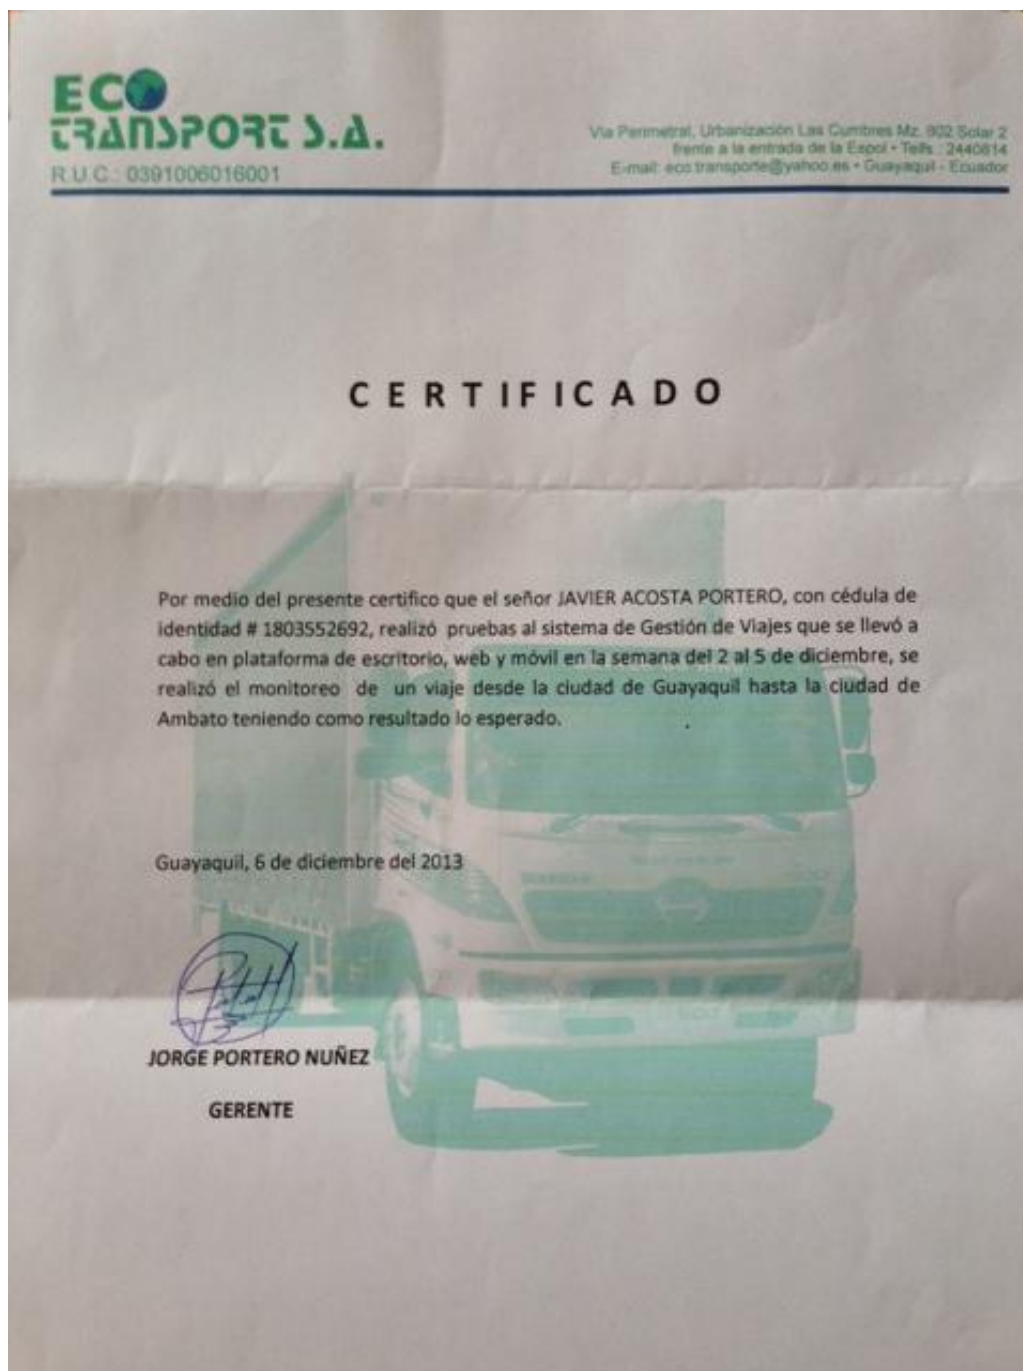 ECO
TRANSPORT S.A.
R.U.C.: 0391006016001
Via Perimetral, Urbanización Las Cumbres Mz. 902 Solar 2
frente a la entrada de la Espol • Telfs.: 2440814
E-mail: eco.transporte@yahoo.es • Guayaquil - Ecuador
CERTIFICADO
Por medio del presente certifico que el señor JAVIER ACOSTA PORTERO, con cédula de
identidad # 1803552692, realizó pruebas al sistema de Gestión de Viajes que se llevó a
cabo en plataforma de escritorio, web y móvil en la semana del 2 al 5 de diciembre, se
realizó el monitoreo de un viaje desde la ciudad de Guayaquil hasta la ciudad de
Ambato teniendo como resultado lo esperado.
Guayaquil, 6 de diciembre del 2013
JORGE PORTERO NUÑEZ
GERENTE